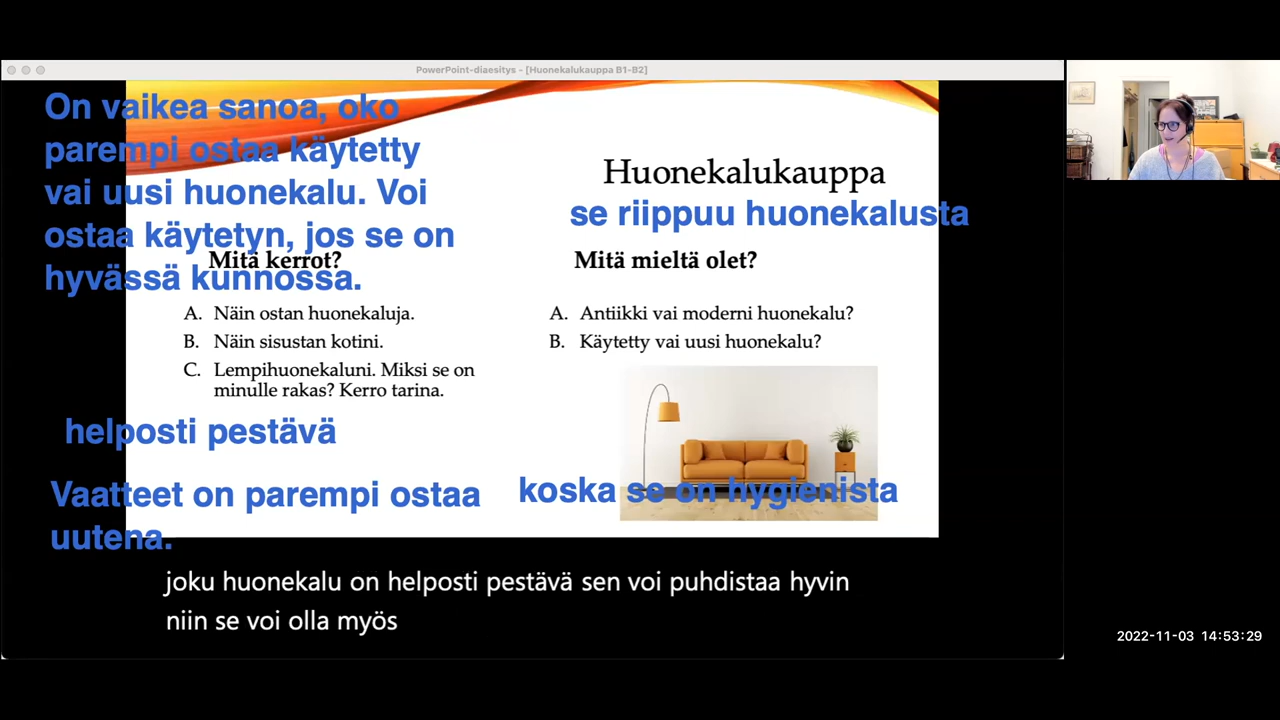 PowerPoint-diaesitys - [Huonekalukauppa B1-B2]
On vaikea sanoa, oko
parempi ostaa käytetty
vai uusi huonekalu. Voi
ostaa käytetyn, jos se on
hyvässä kunnossa.
Huonekalukauppa
se riippuu huonekalusta
Mitä kerrot?
A. Näin ostan huonekaluja.
B. Näin sisustan kotini.
C. Lempihuonekaluni. Miksi se on
minulle rakas? Kerro tarina.
Mitä mieltä olet?
A. Antiikki vai moderni huonekalu?
B. Käytetty vai uusi huonekalu?
helposti pestävä
Vaatteet on parempi ostaa
uutena.
koska se on hygienista
joku huonekalu on helposti pestävä sen voi puhdistaa hyvin
niin se voi olla myös
2022-11-03 14:53:29